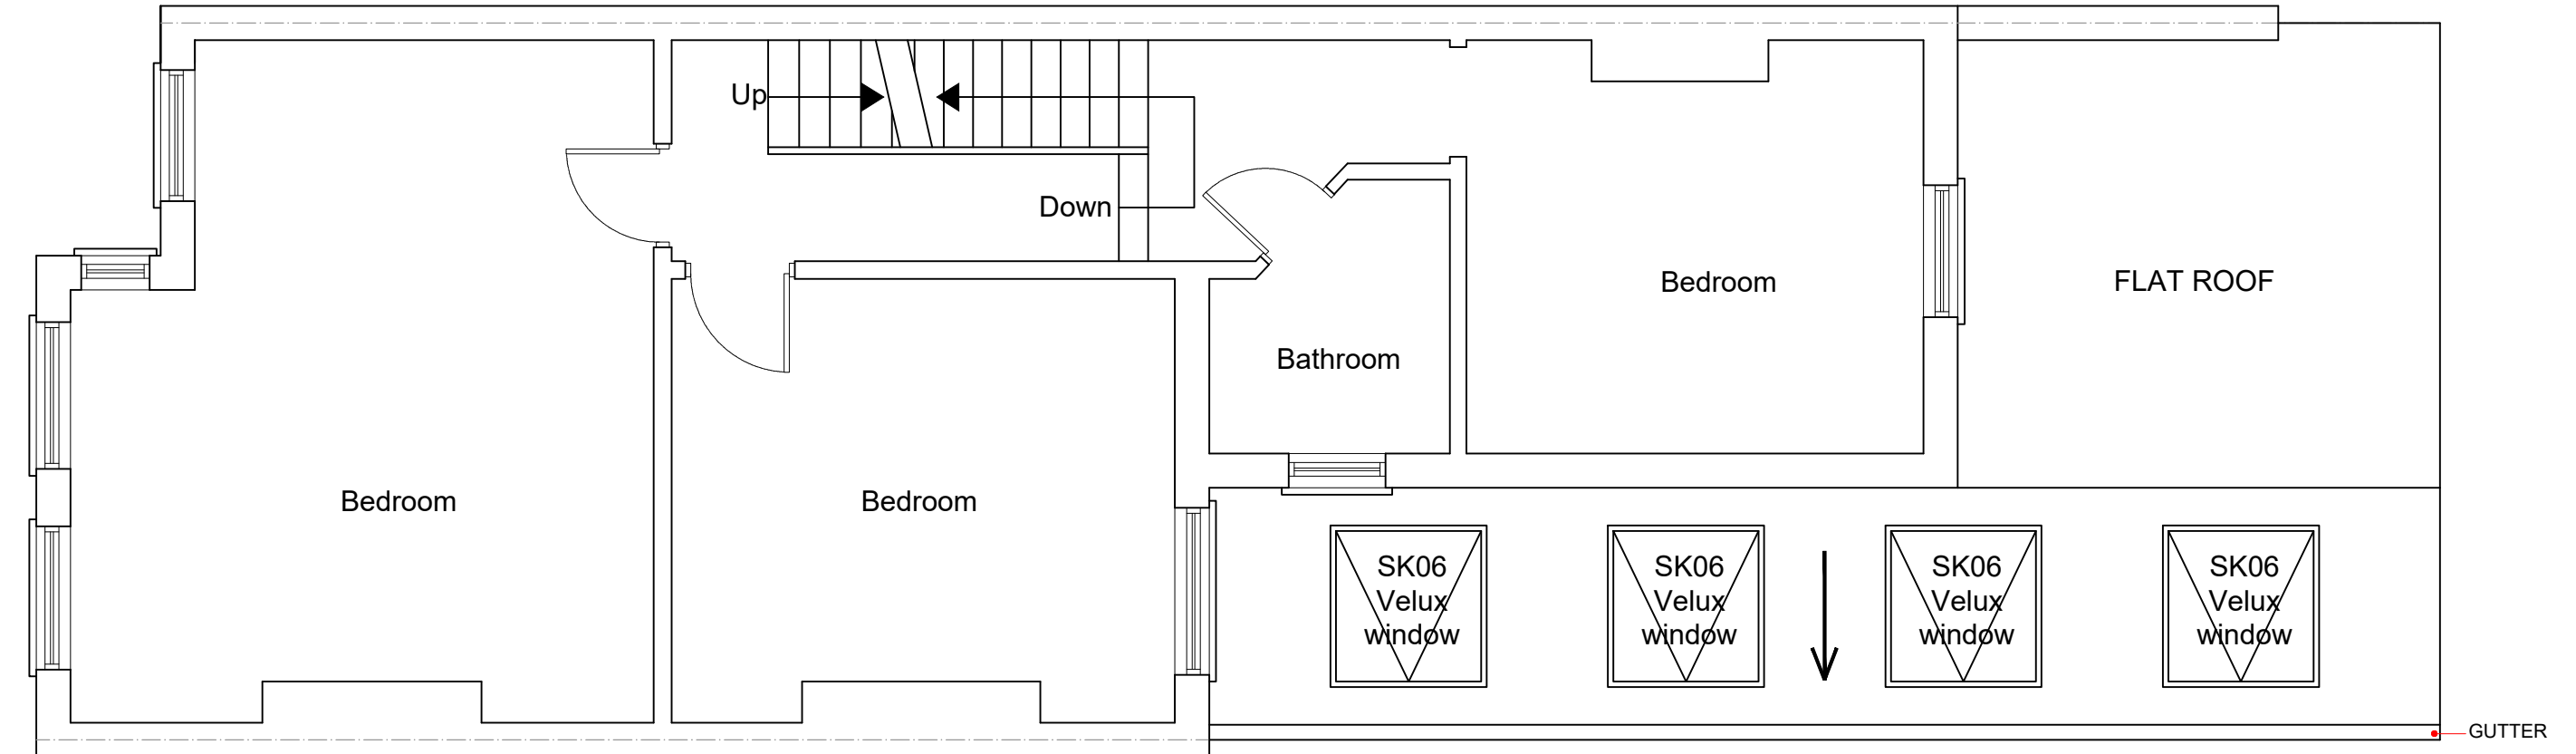 Up
Down
Bedroom
FLAT ROOF
Bathroom
Bedroom
Bedroom
SK06
Velux
window
SK06
Velux
window
SK06
Velux
window
SK06
Velux
window
GUTTER